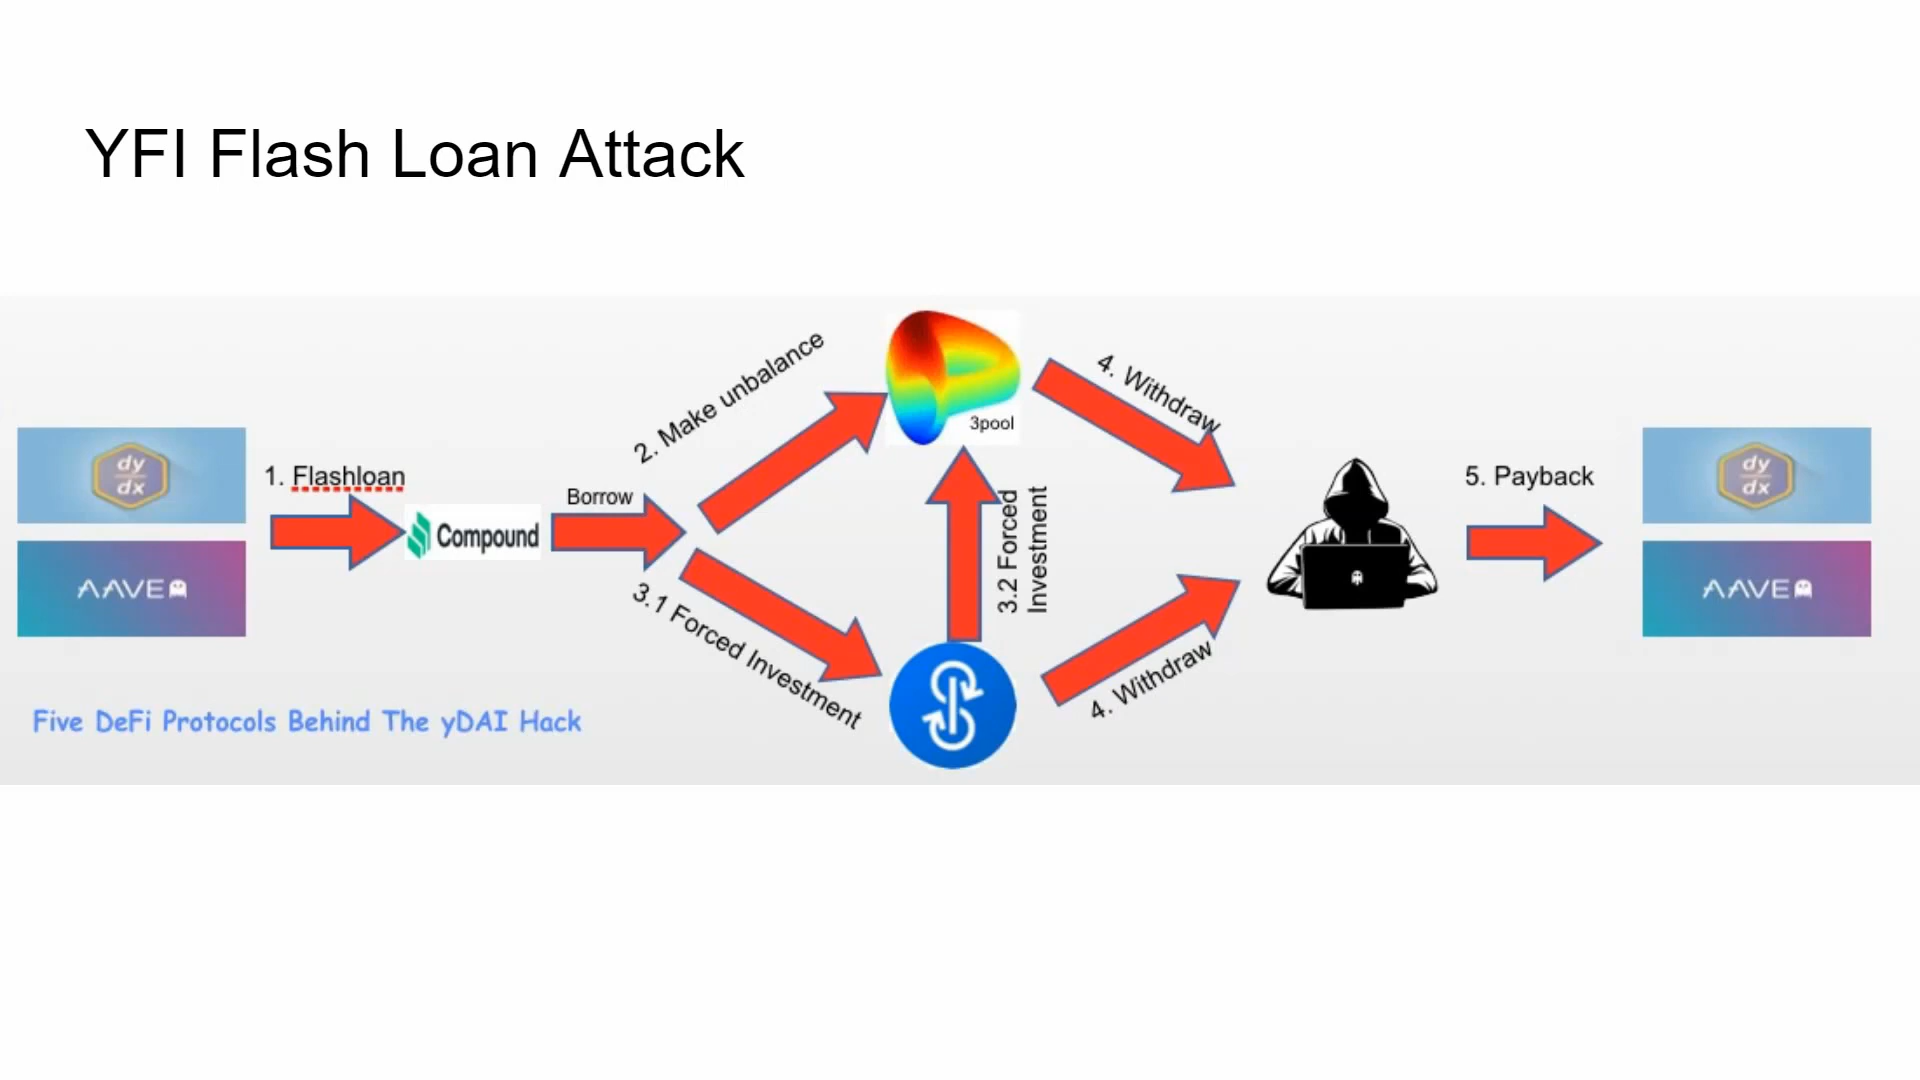 YFI Flash Loan Attack
dy
dx
AAVE
1. Flashloan
Compound
Borrow
2. Make unbalance
3.1 Forced Investment
3pool
3.2 Forced
Investment
4. Withdraw
4. Withdraw
5. Payback
dy
dx
AAVE
Five DeFi Protocols Behind The yDAI Hack